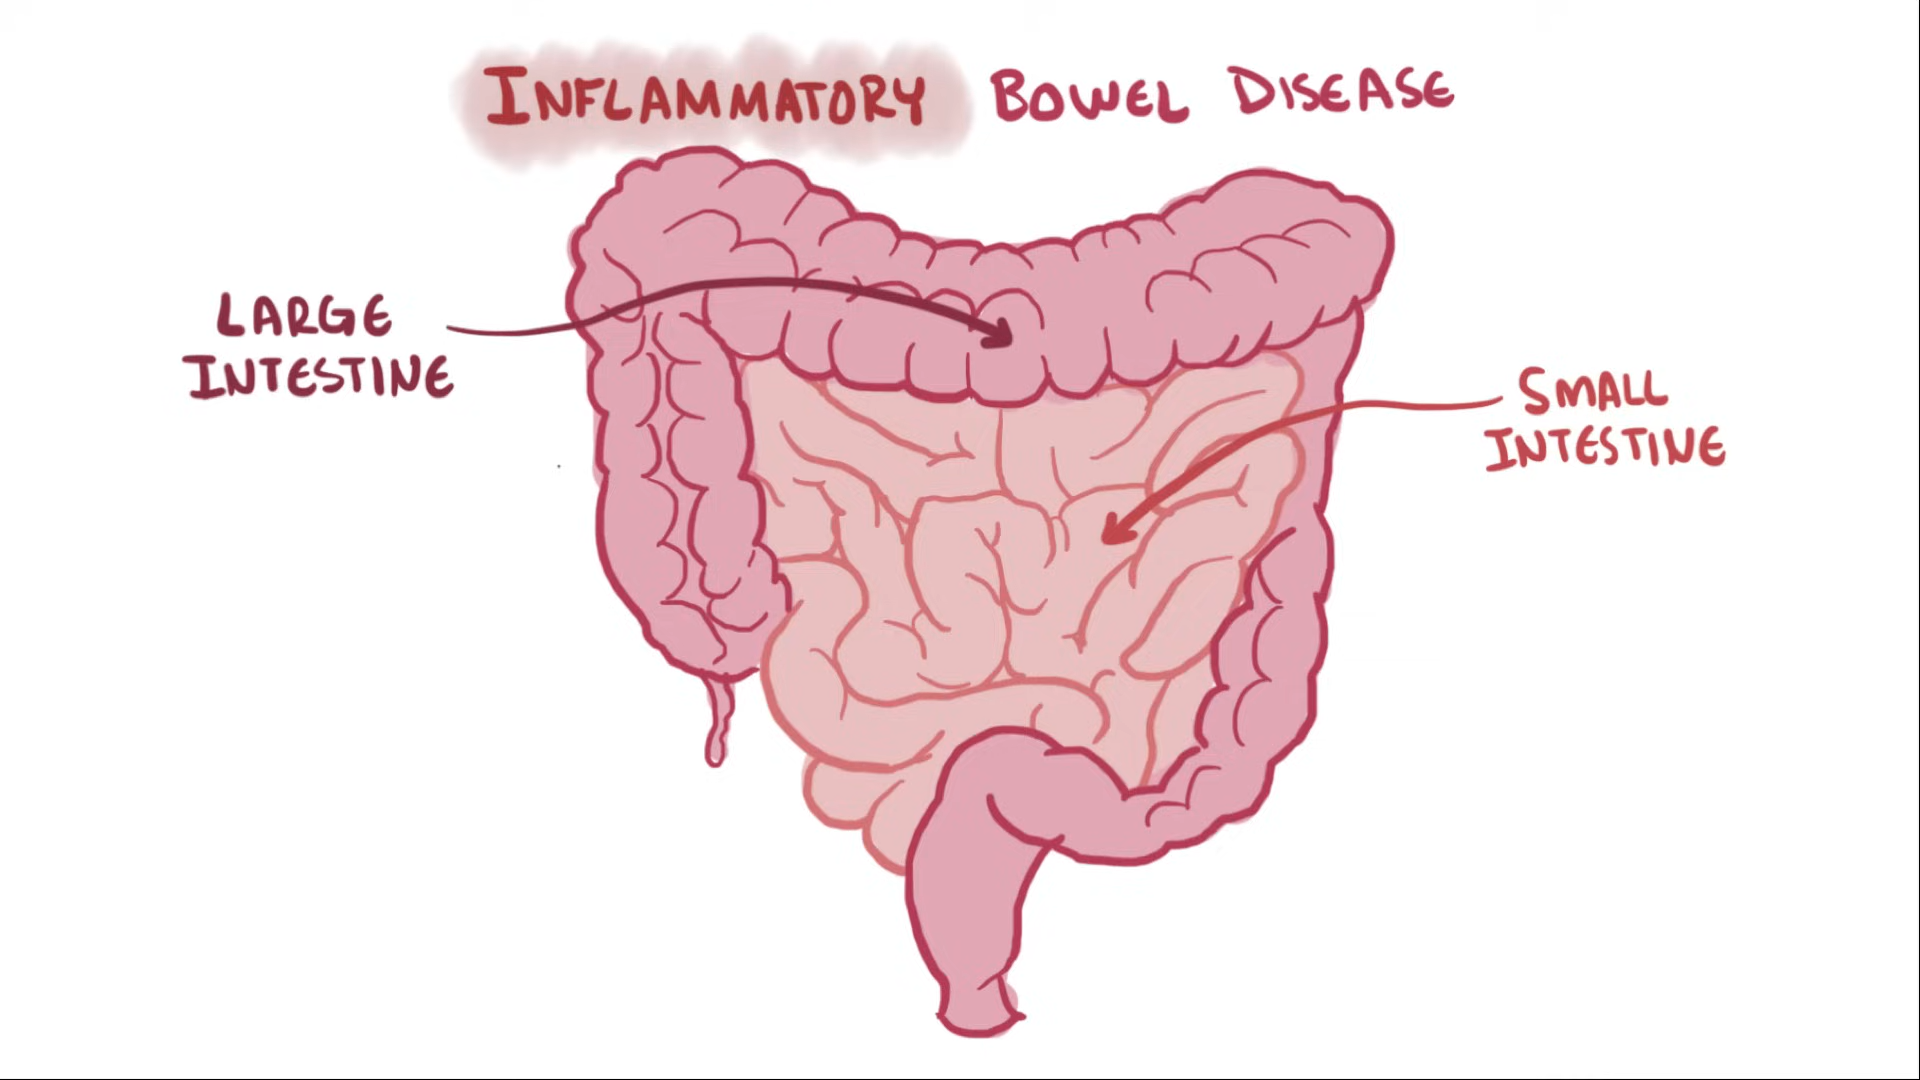 INFLAMMATORY BOWEL DISEASE
LARGE
INTESTINE
SMALL
INTESTINE